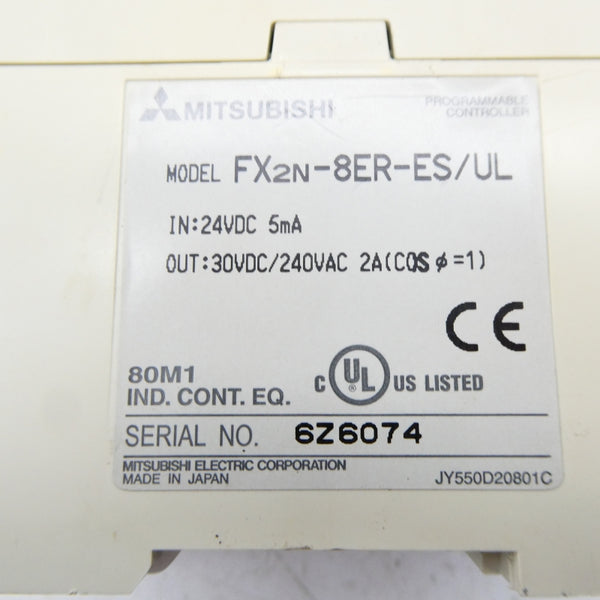 MITSUBISHI
PROGRAMMABLE
CONTROLLER
MODEL FX2N-8ER-ES/UL
IN:24VDC 5mA
OUT:30VDC/240VAC 2A(COS φ=1)
CE
80M1
IND. CONT. EQ.
C UL US LISTED
SERIAL NO. 6Z6074
MITSUBISHI ELECTRIC CORPORATION
MADE IN JAPAN
JY550D20801C